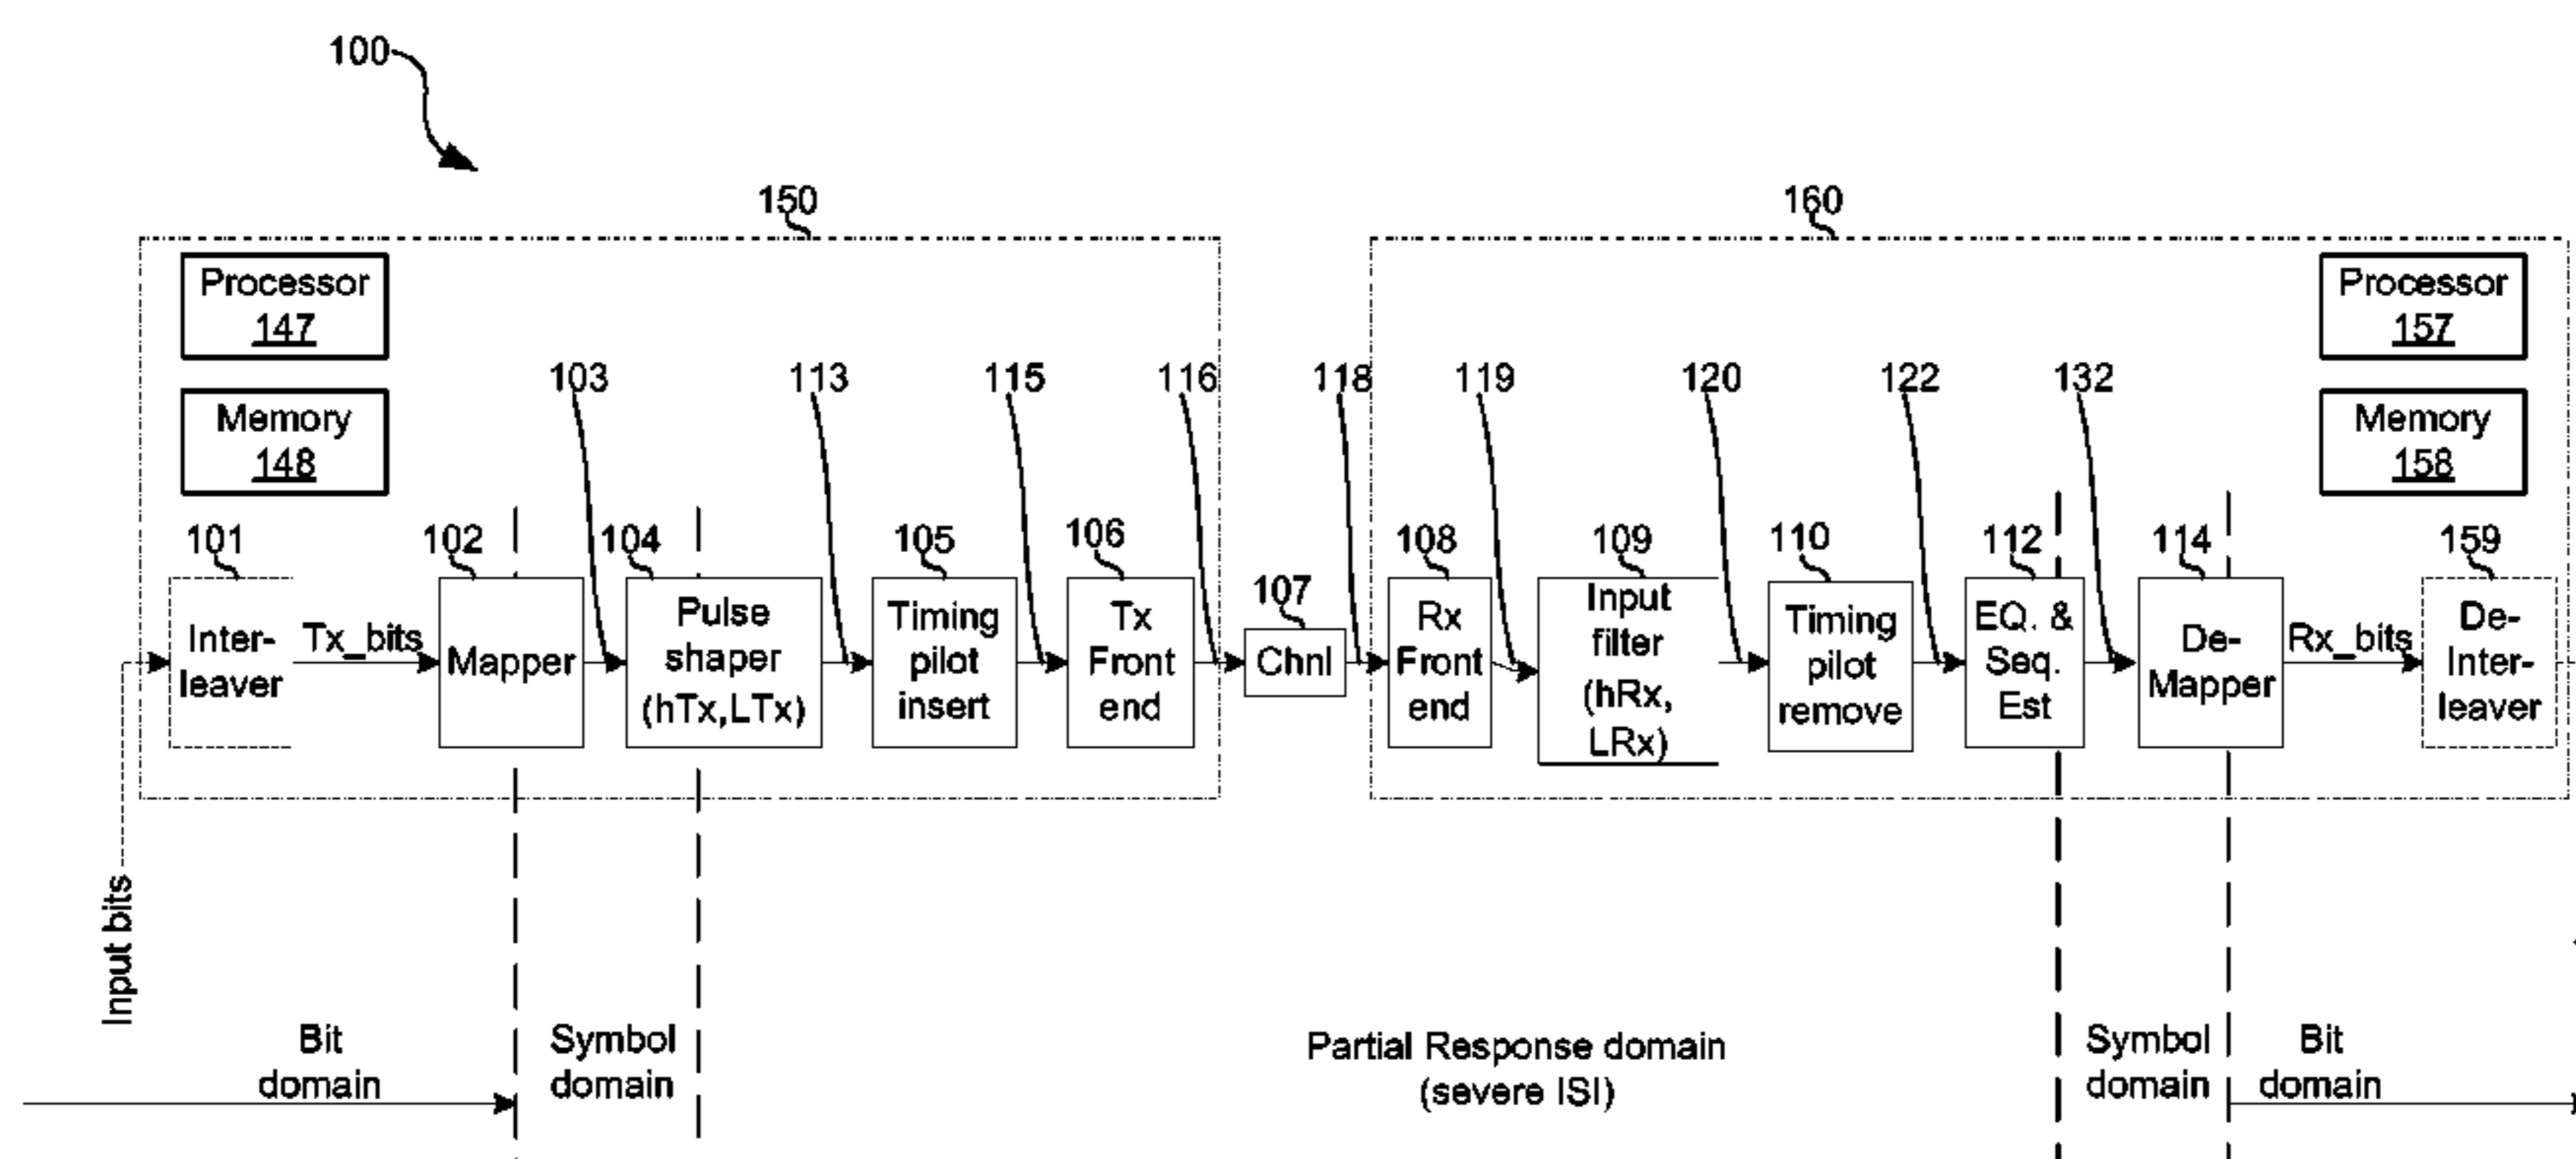 100
150
160
Processor
147
Memory
148
Processor
157
Memory
158
103
113
115
116
118
119
120
122
132
101
102
104
105
106
107
108
109
110
112
114
159
Inter-
leaver
Tx_bits
Mapper
Pulse
shaper
(hTx,LTx)
Timing
pilot
insert
Tx
Front
end
Chnl
Rx
Front
end
Input
filter
(hRx,
LRx)
Timing
pilot
remove
EQ. &
Seq.
Est
De-
Mapper
Rx_bits
De-
Inter-
leaver
Input bits
Bit
domain
Symbol
domain
Partial Response domain
(severe ISI)
Symbol
domain
Bit
domain